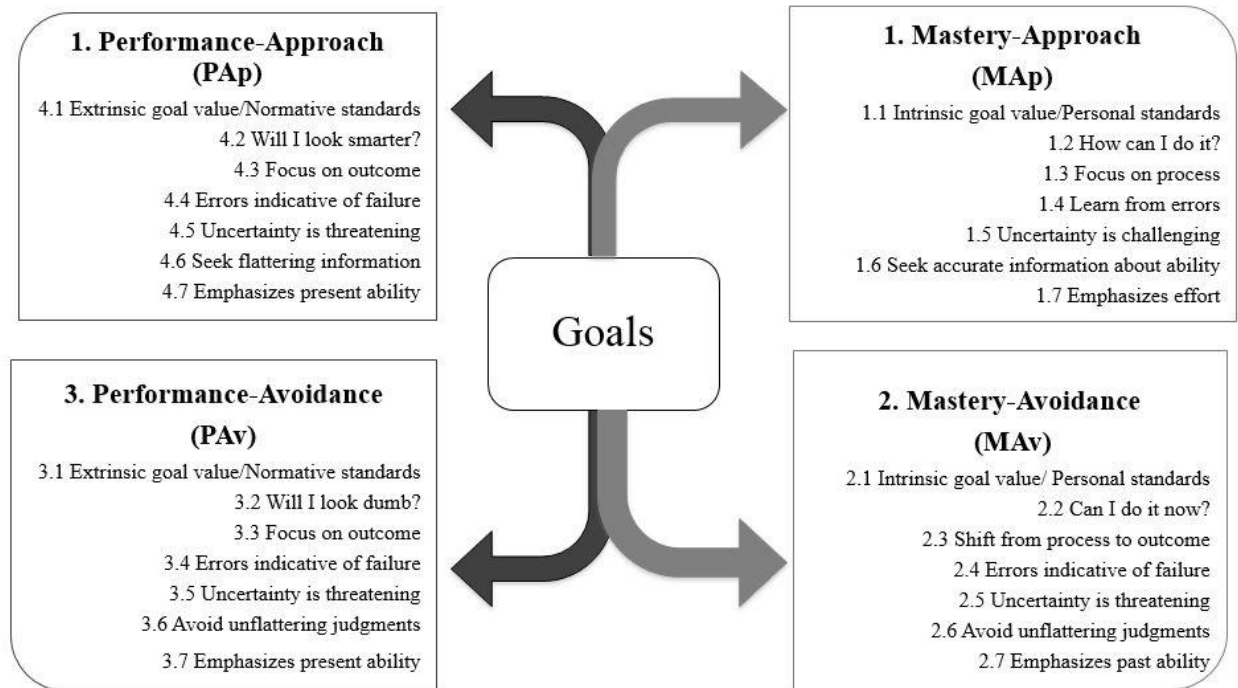 1. Performance-Approach
(PAp)
4.1 Extrinsic goal value/Normative standards
4.2 Will I look smarter?
4.3 Focus on outcome
4.4 Errors indicative of failure
4.5 Uncertainty is threatening
4.6 Seek flattering information
4.7 Emphasizes present ability
1. Mastery-Approach
(MAp)
1.1 Intrinsic goal value/Personal standards
1.2 How can I do it?
1.3 Focus on process
1.4 Learn from errors
1.5 Uncertainty is challenging
1.6 Seek accurate information about ability
1.7 Emphasizes effort
Goals
3. Performance-Avoidance
(PAv)
3.1 Extrinsic goal value/Normative standards
3.2 Will I look dumb?
3.3 Focus on outcome
3.4 Errors indicative of failure
3.5 Uncertainty is threatening
3.6 Avoid unflattering judgments
3.7 Emphasizes present ability
2. Mastery-Avoidance
(MAv)
2.1 Intrinsic goal value/ Personal standards
2.2 Can I do it now?
2.3 Shift from process to outcome
2.4 Errors indicative of failure
2.5 Uncertainty is threatening
2.6 Avoid unflattering judgments
2.7 Emphasizes past ability